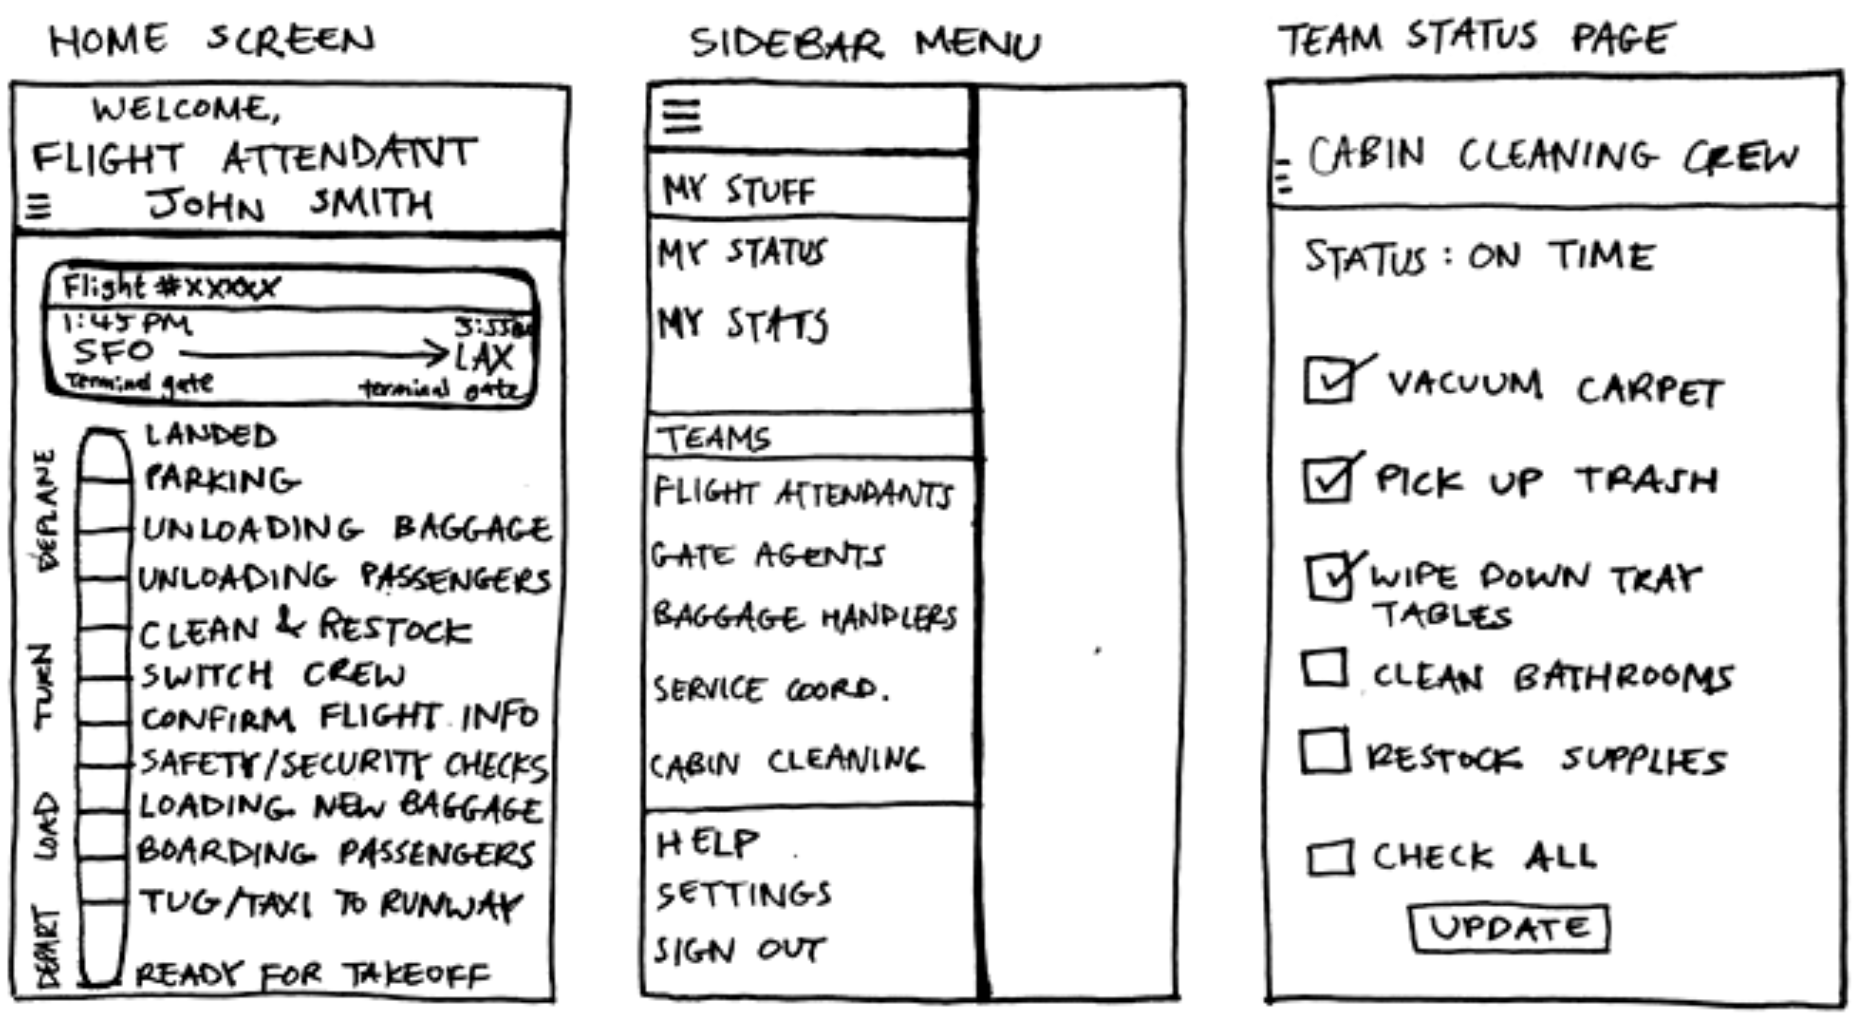 HOME SCREEN
WELCOME,
FLIGHT ATTENDANT
JOHN SMITH
Flight #XXXXX
1:45 PM
SFO
LAX
Terminal gate
terminal gate
DEPLANE
TURN
LOAD
DEPART
LANDED
PARKING
UNLOADING BAGGAGE
UNLOADING PASSENGERS
CLEAN & RESTOCK
SWITCH CREW
CONFIRM FLIGHT INFO
SAFETY/SECURITY CHECKS
LOADING NEW BAGGAGE
BOARDING PASSENGERS
TUG/TAXI TO RUNWAY
READY FOR TAKEOFF
SIDEBAR MENU
MY STUFF
MY STATUS
MY STATS
TEAMS
FLIGHT ATTENDANTS
GATE AGENTS
BAGGAGE HANDLERS
SERVICE COORD.
CABIN CLEANING
HELP
SETTINGS
SIGN OUT
TEAM STATUS PAGE
CABIN CLEANING CREW
STATUS: ON TIME
VACUUM CARPET
PICK UP TRASH
WIPE DOWN TRAY
TABLES
CLEAN BATHROOMS
RESTOCK SUPPLIES
CHECK ALL
UPDATE